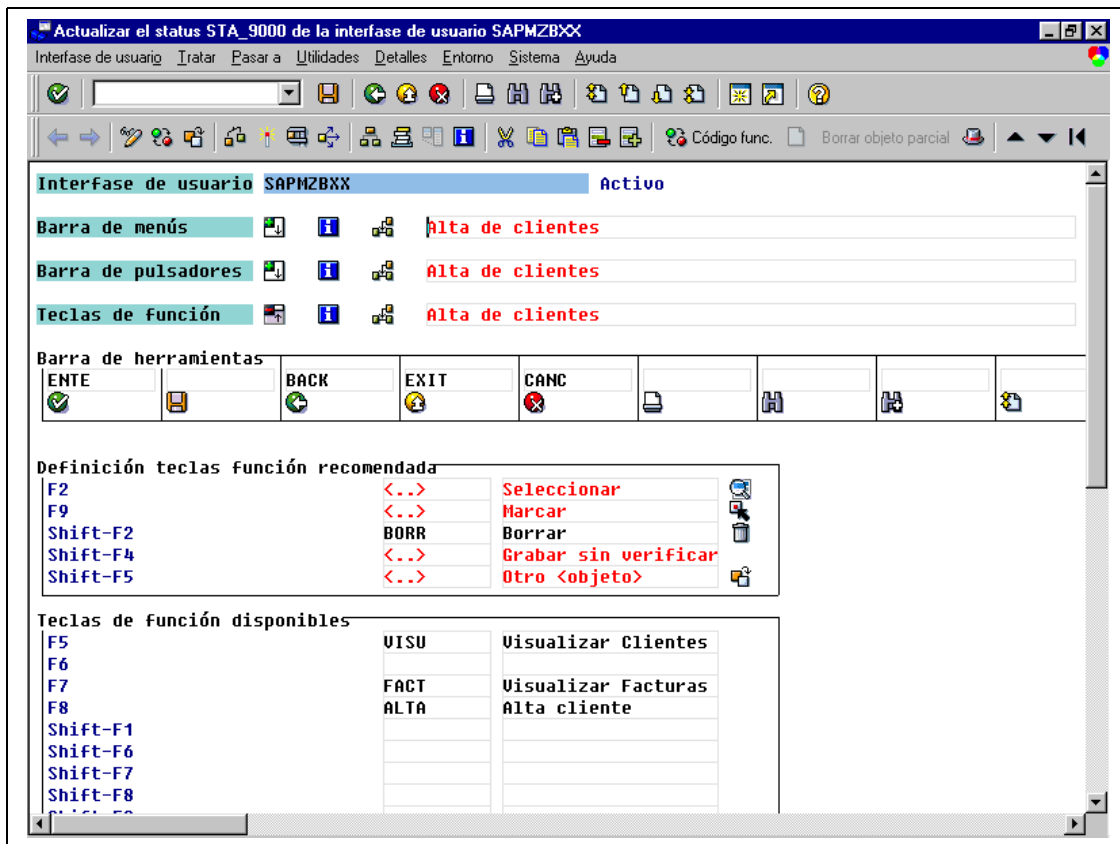 Actualizar el status STA_9000 de la interfase de usuario SAPMZBXX
Interfase de usuario Tratar Pasar a Utilidades Detalles Entorno Sistema Ayuda
Código func. Borrar objeto parcial
Interfase de usuario SAPMZBXX Activo
Barra de menús Alta de clientes
Barra de pulsadores Alta de clientes
Teclas de función Alta de clientes
Barra de herramientas
ENTE BACK EXIT CANC
Definición teclas función recomendada
F2 <..> Seleccionar
F9 <..> Marcar
Shift-F2 BORR Borrar
Shift-F4 <..> Grabar sin verificar
Shift-F5 <..> Otro <objeto>
Teclas de función disponibles
F5 VISU Visualizar Clientes
F6
F7 FACT Visualizar Facturas
F8 ALTA Alta cliente
Shift-F1
Shift-F6
Shift-F7
Shift-F8